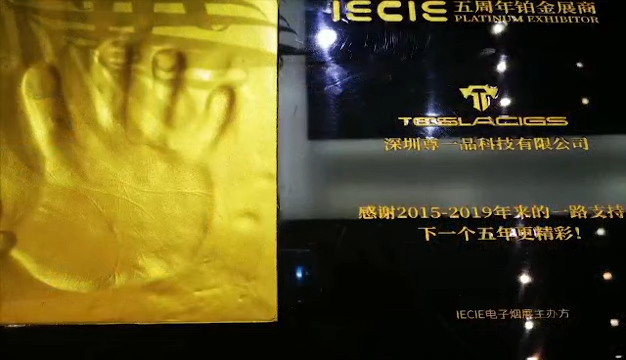 IECIE 五周年铂金展商
PLATINUM EXHIBITOR
TESLACIGS
深圳尊一品科技有限公司
感谢2015-2019年来的一路支持
下一个五年更精彩！
IECIE电子烟展主办方